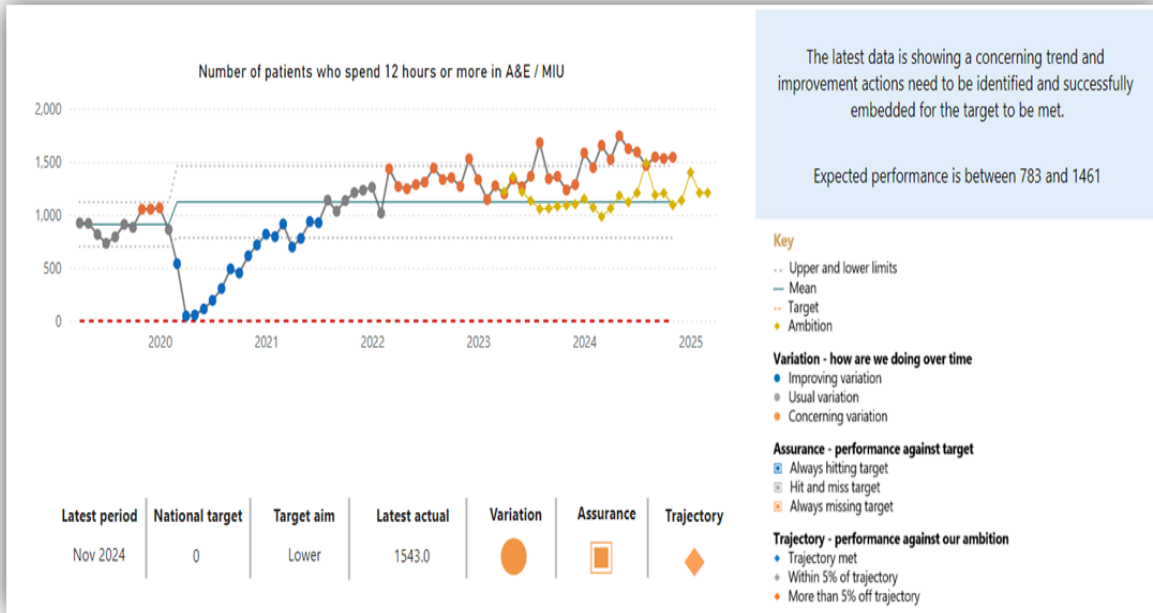 Number of patients who spend 12 hours or more in A&E / MIU
2,000
1,500
1,000
500
0
2020
2021
2022
2023
2024
2025
The latest data is showing a concerning trend and
improvement actions need to be identified and successfully
embedded for the target to be met.
Expected performance is between 783 and 1461
Key
Upper and lower limits
Mean
Target
Ambition
Variation - how are we doing over time
Improving variation
Usual variation
Concerning variation
Assurance - performance against target
Always hitting target
Hit and miss target
Always missing target
Trajectory - performance against our ambition
Trajectory met
Within 5% of trajectory
More than 5% off trajectory
Latest period National target Target aim Latest actual Variation Assurance Trajectory
Nov 2024 0 Lower 1543.0